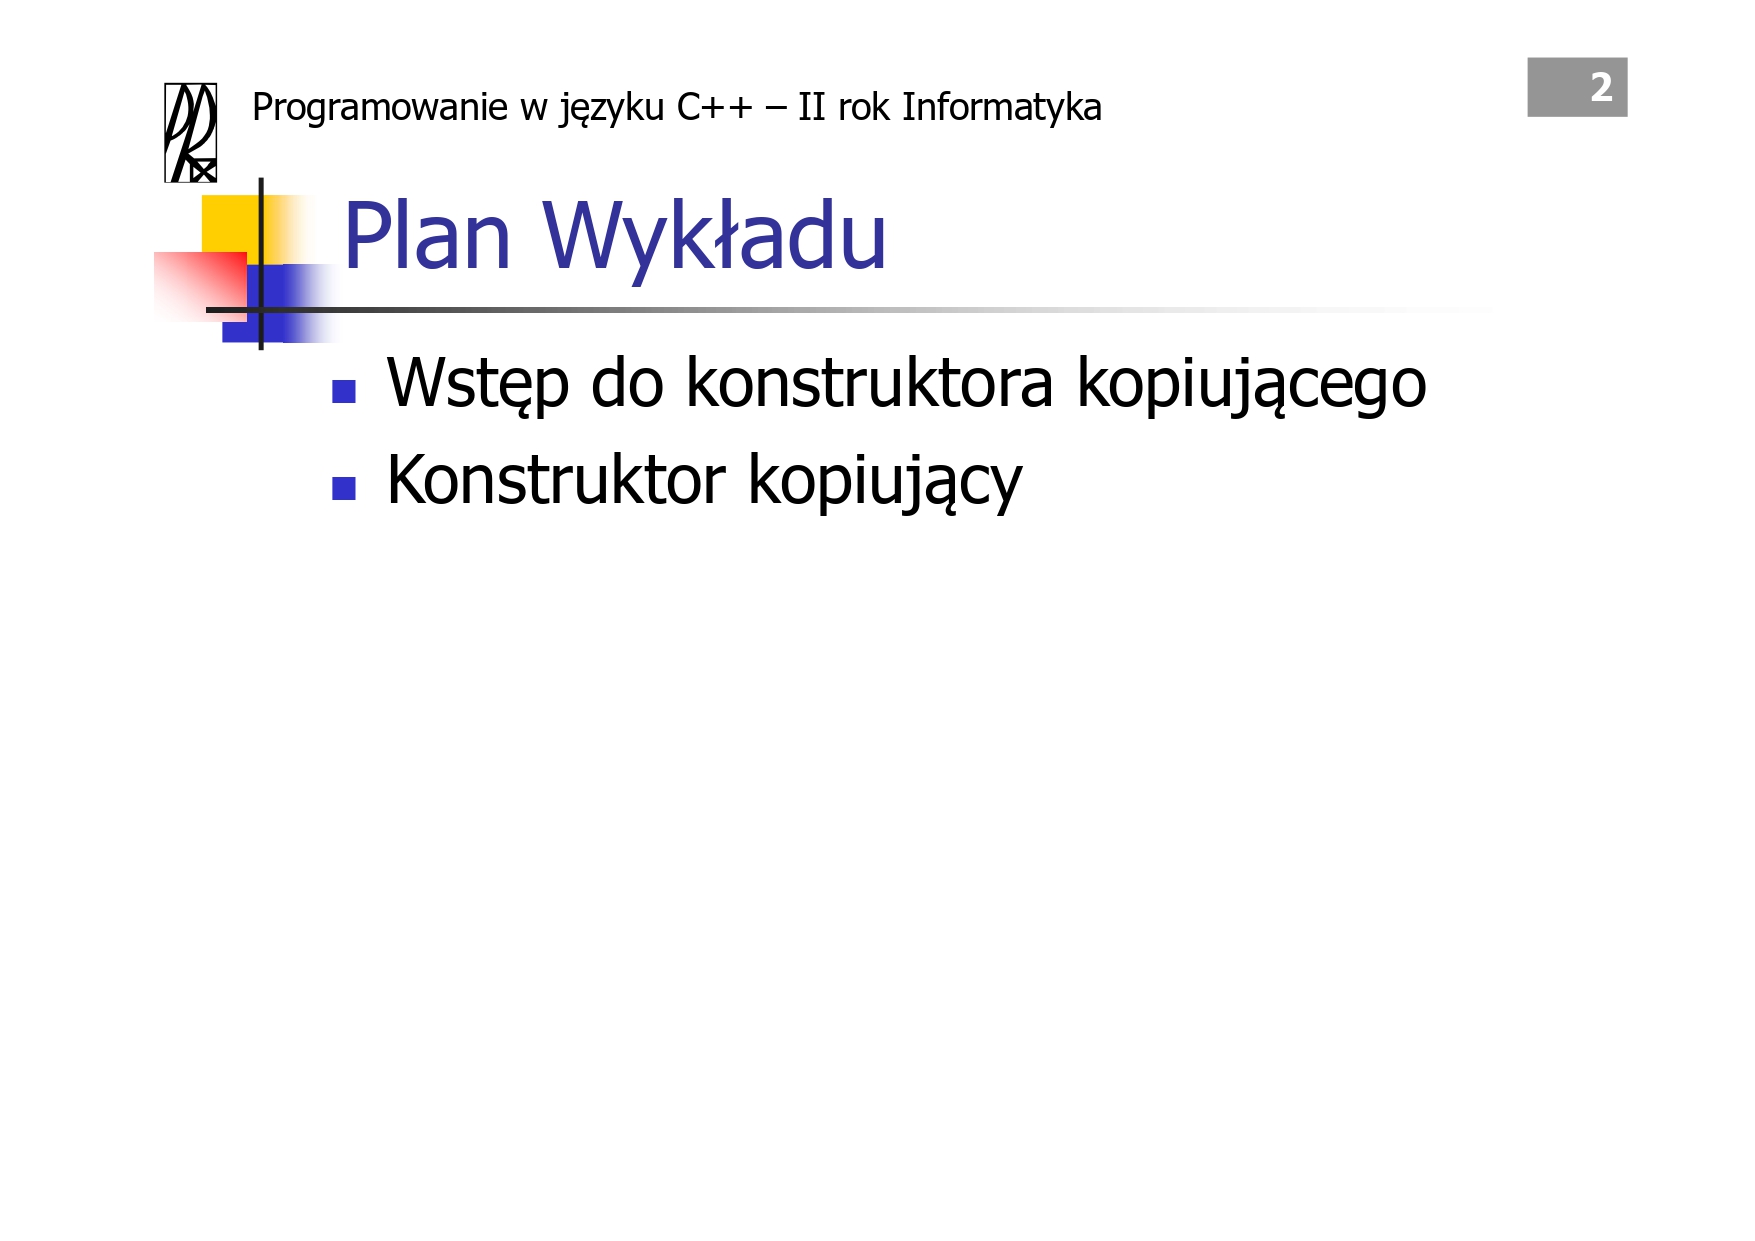 Programowanie w języku C++ – II rok Informatyka
2
Plan Wykładu
Wstęp do konstruktora kopiującego
Konstruktor kopiujący